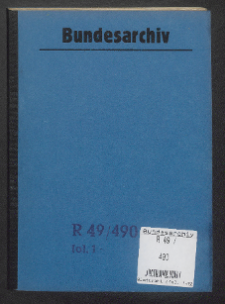 Bundesarchiv
R 49/490
fol. 1-
Bundesarchiv
R 49 /
490